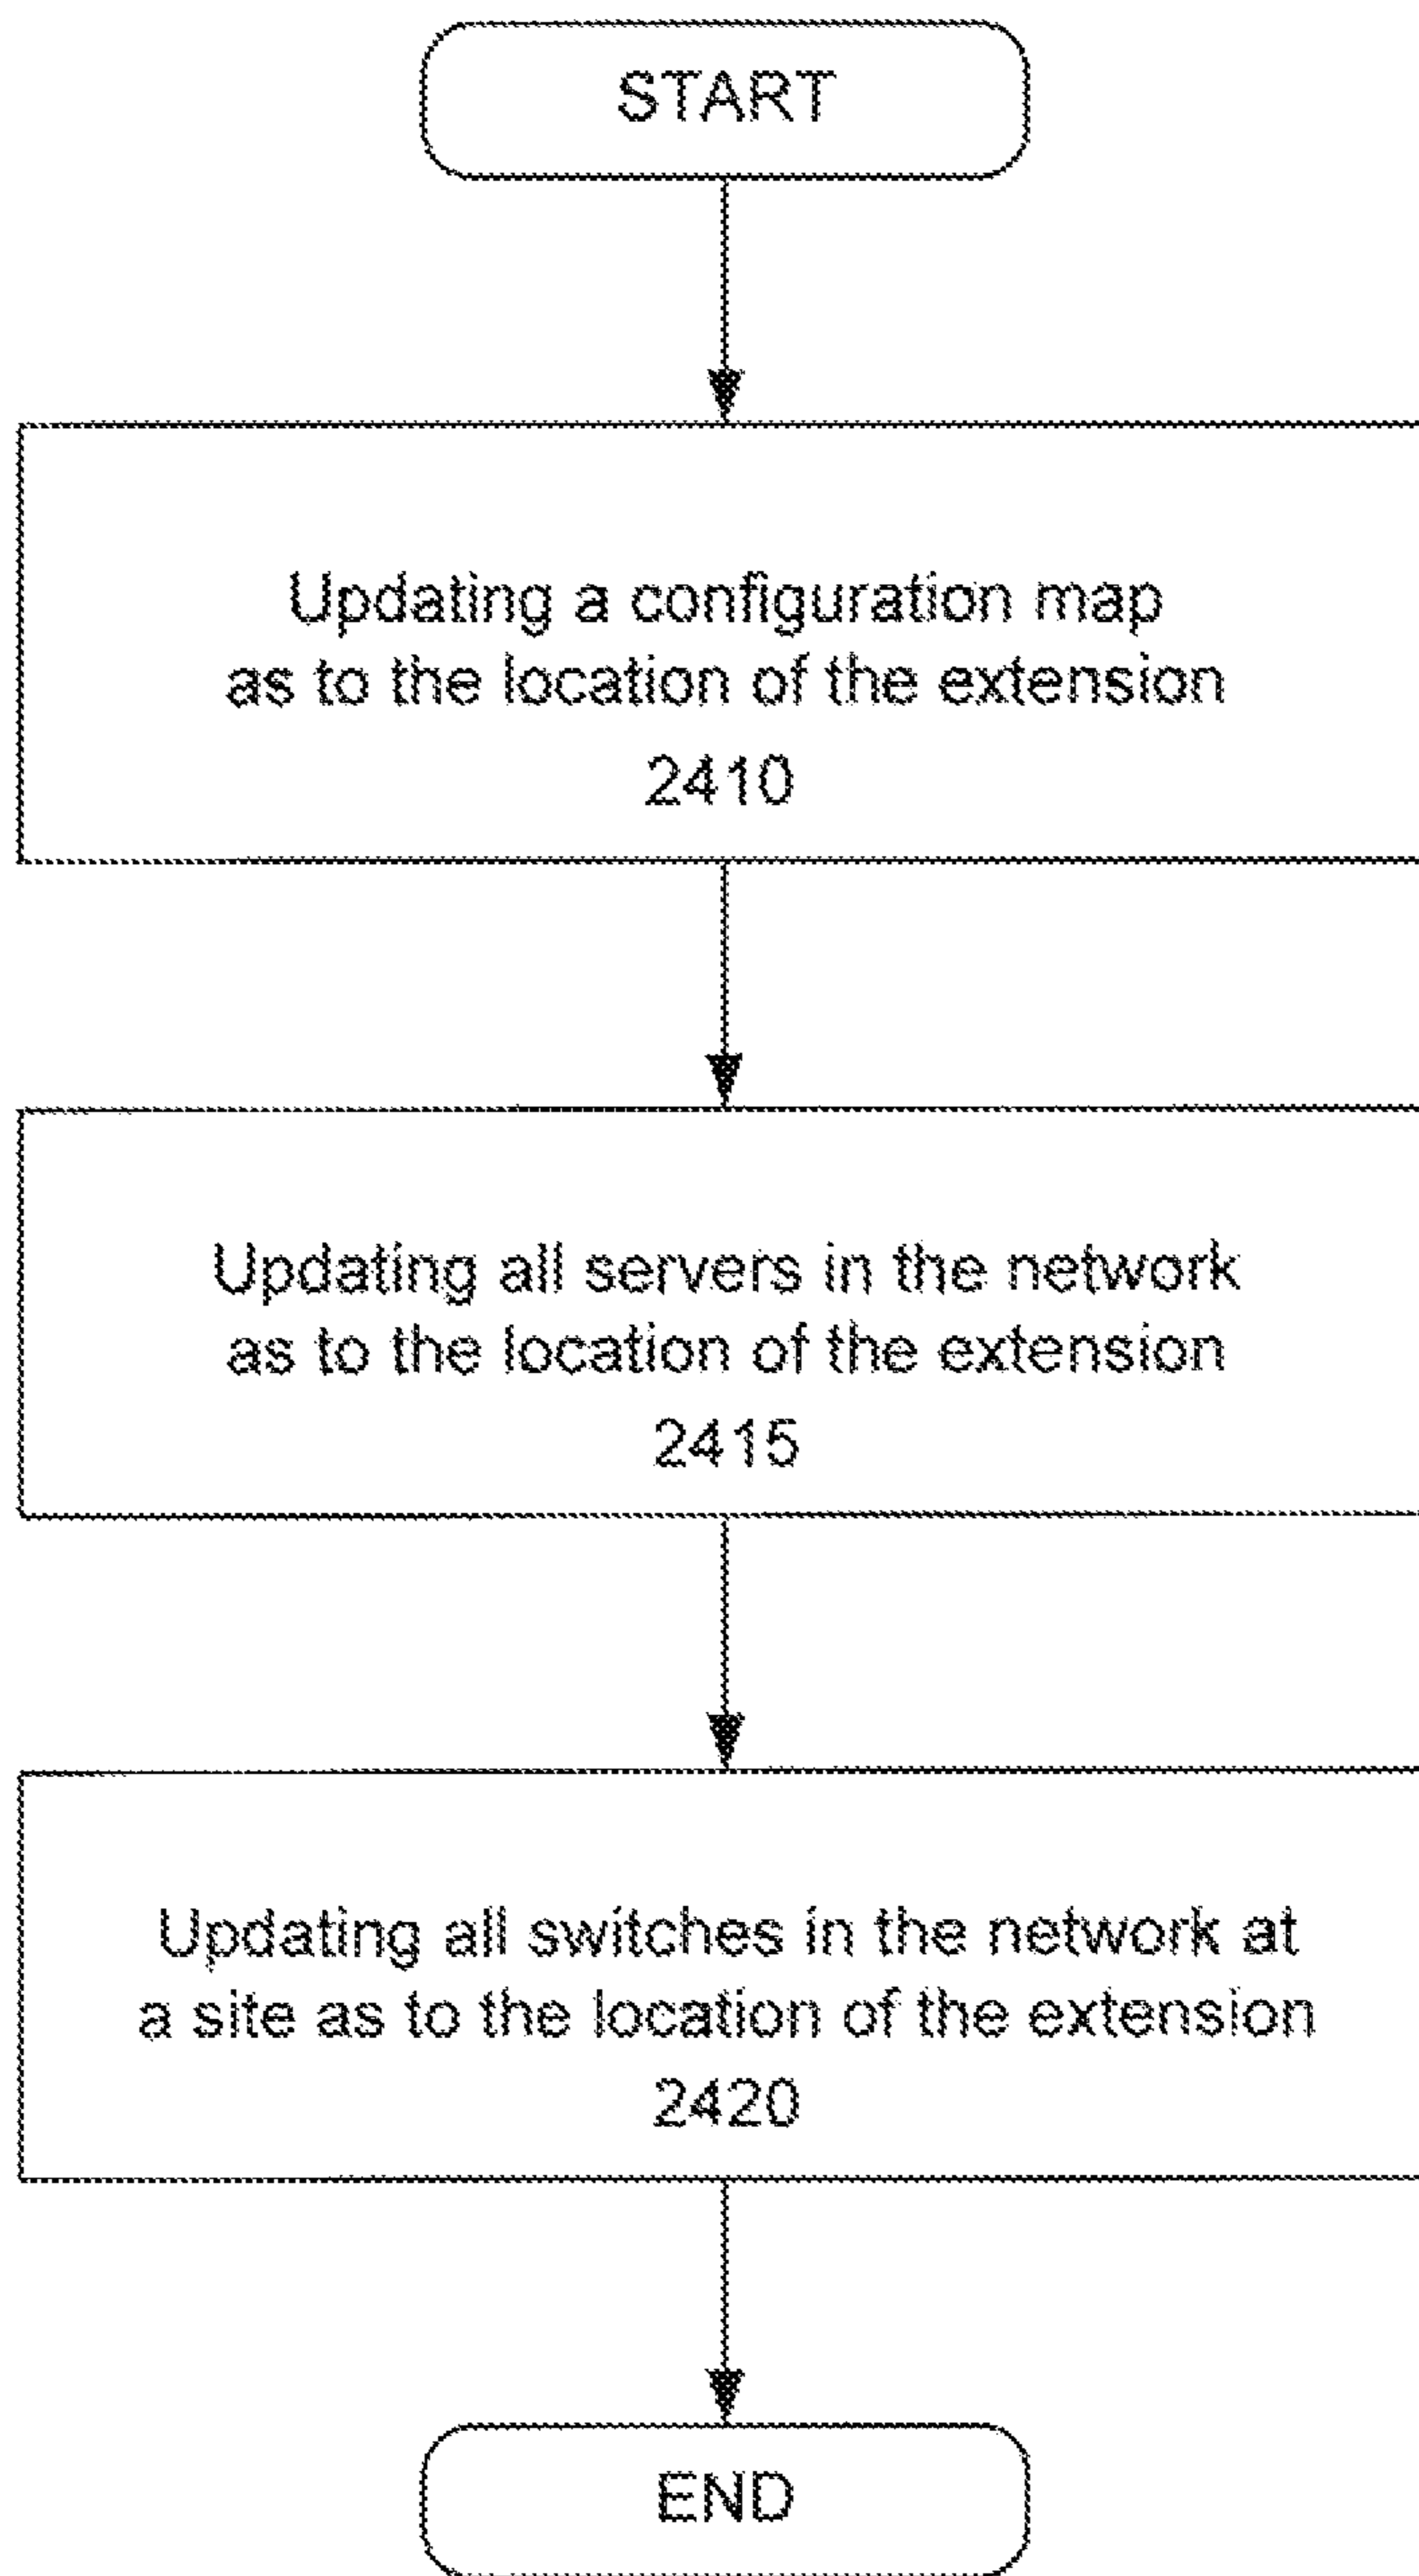 START
Updating a configuration map
as to the location of the extension
2410
Updating all servers in the network
as to the location of the extension
2415
Updating all switches in the network at
a site as to the location of the extension
2420
END